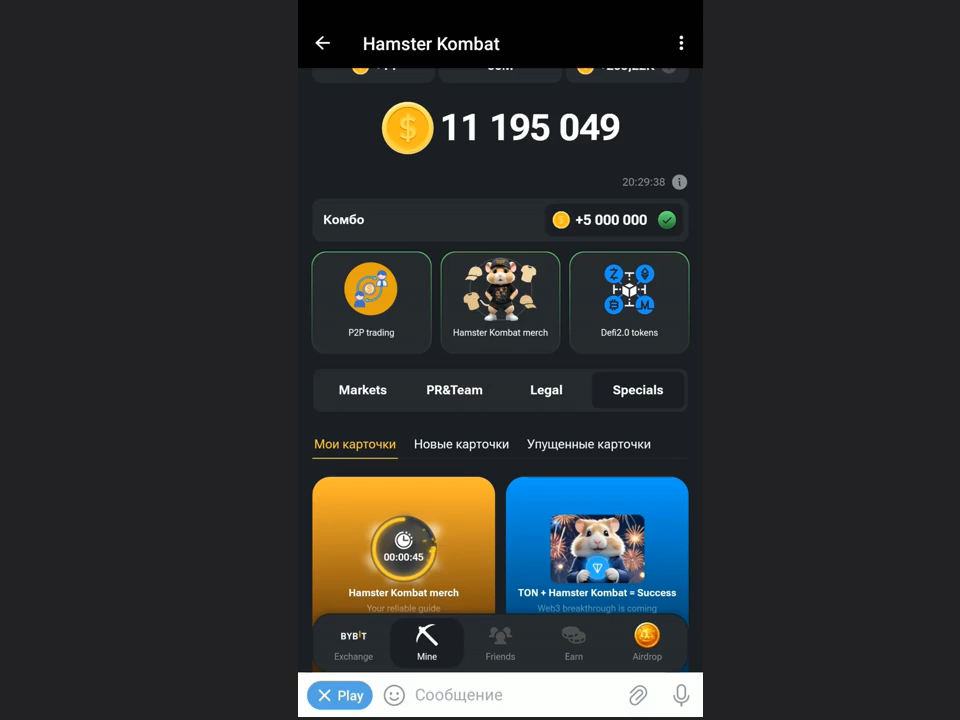 Hamster Kombat
11 195 049
20:29:38
Комбо
+5 000 000
P2P trading
Hamster Kombat merch
Defi2.0 tokens
Markets
PR&Team
Legal
Specials
Мои карточки
Новые карточки
Упущенные карточки
00:00:45
Hamster Kombat merch
Your reliable guide
TON + Hamster Kombat = Success
Web3 breakthrough is coming
BYBIT
Exchange
Mine
Friends
Earn
Airdrop
Play
Сообщение